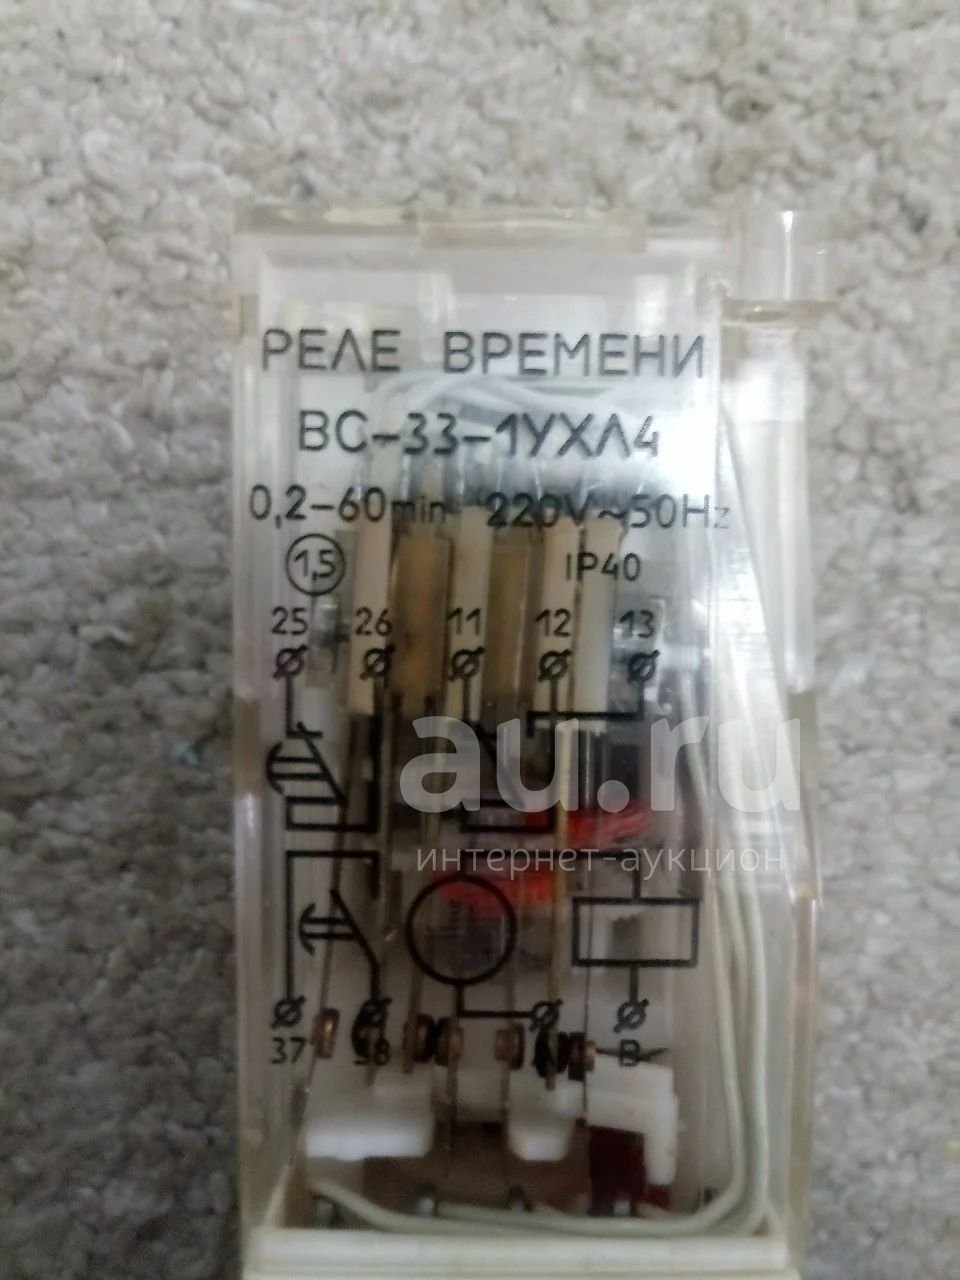 РЕЛЕ ВРЕМЕНИ
ВС-33-1УХЛ4
0,2-60min 220V~50Hz
1,5 IP40
25 26 11 12 13
au.ru
интернет-аукцион
37 38 В